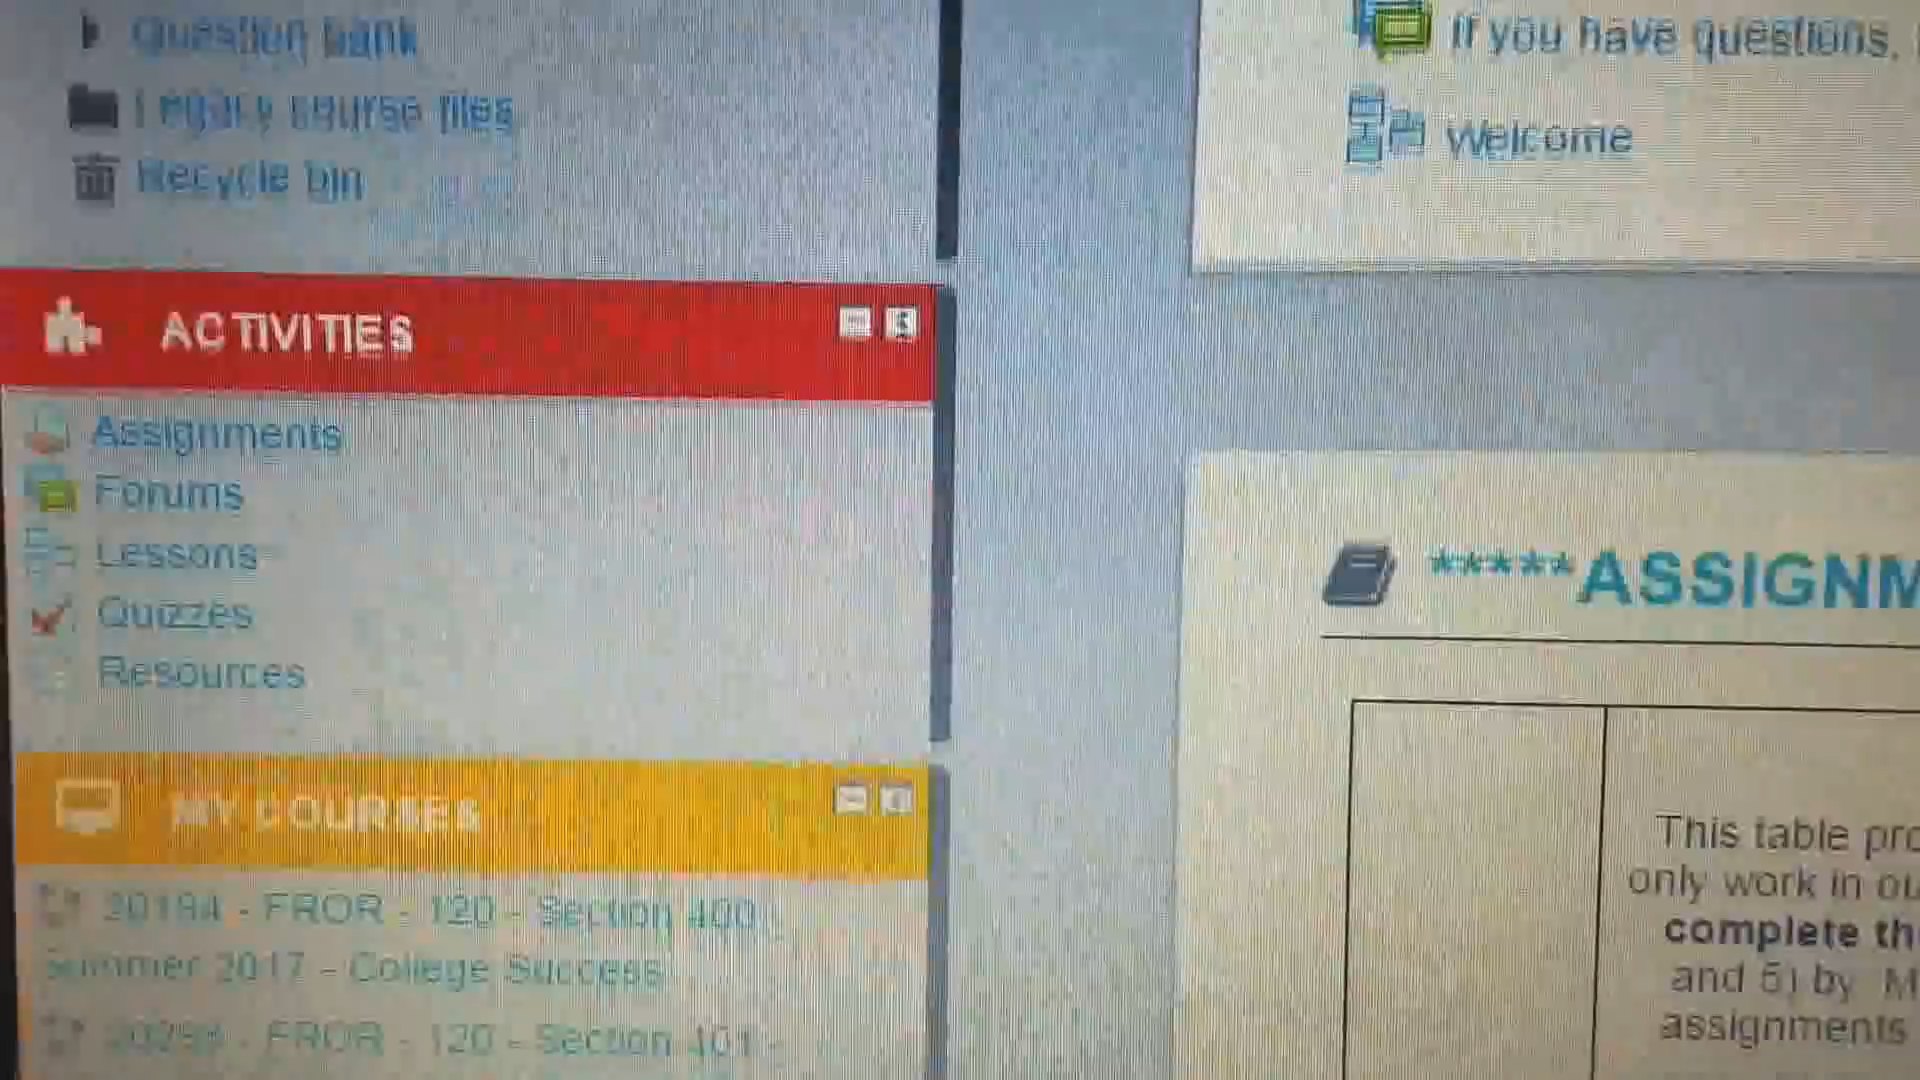 Question bank
Legacy course files
Recycle bin
ACTIVITIES
Assignments
Forums
Lessons
Quizzes
Resources
MY COURSES
20194 - FROR - 120 - Section 400 -
Summer 2017 - College Success
- FROR - 120 - Section 401 -
If you have questions,
Welcome
*****ASSIGNM
This table pro
only work in ou
complete th
and 5) by M
assignments